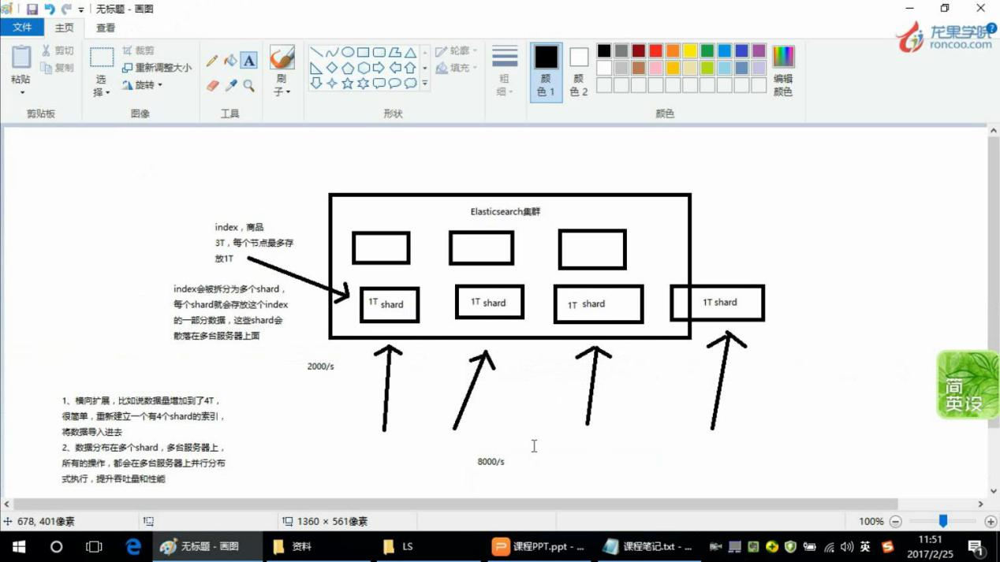 无标题 - 画图
文件 主页 查看
龙果学院
roncoo.com
粘贴
剪切
复制
剪贴板
选择
裁剪
重新调整大小
旋转
图像
A
工具
刷子
轮廓
填充
形状
粗细
颜色 1
颜色 2
编辑颜色
颜色
Elasticsearch集群
index，商品
3T，每个节点最多存
放1T
index会被拆分为多个shard，
每个shard就会存放这个index
的一部分数据，这些shard会
散落在多台服务器上面
1T shard
1T shard
1T shard
1T shard
2000/s
1、横向扩展，比如说数据量增加到了4T，
很简单，重新建立一个有4个shard的索引，
将数据导入进去
2、数据分布在多个shard，多台服务器上，
所有的操作，都会在多台服务器上并行分布
式执行，提升吞吐量和性能
8000/s
简
英设
678, 401像素
1360 × 561像素
100%
无标题 - 画图
资料
LS
课程PPT.ppt - ...
课程笔记.txt - ...
英
11:51
2017/2/25
1